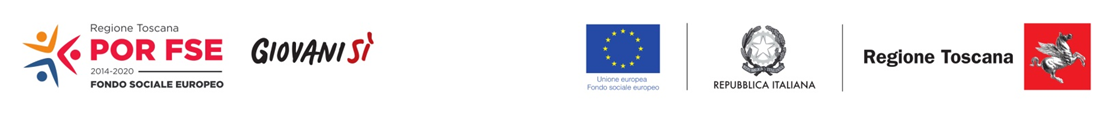 Regione Toscana
POR FSE
2014-2020
FONDO SOCIALE EUROPEO
GIOVANISÌ
Unione europea
Fondo sociale europeo
REPUBBLICA ITALIANA
Regione Toscana